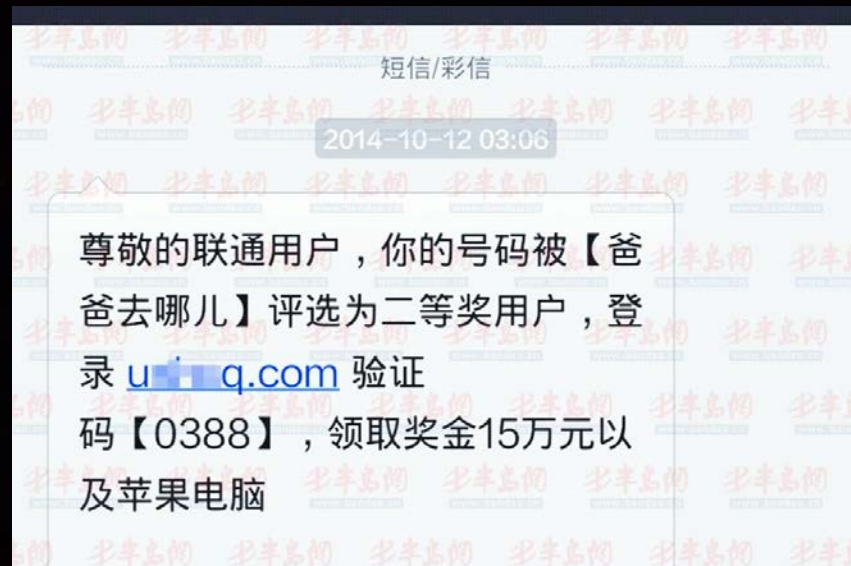 短信/彩信
2014-10-12 03:06
尊敬的联通用户，你的号码被【爸
爸去哪儿】评选为二等奖用户，登
录 u q.com 验证
码【0388】，领取奖金15万元以
及苹果电脑